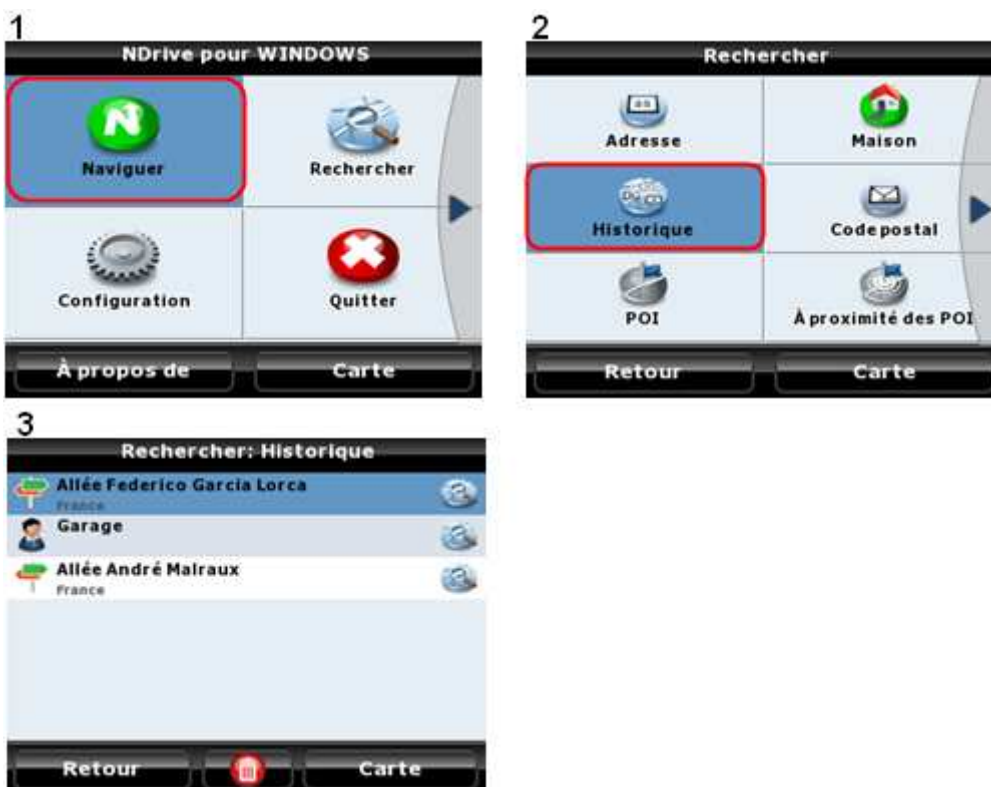 1
NDrive pour WINDOWS
Naviguer
Rechercher
Configuration
Quitter
À propos de
Carte
2
Rechercher
Adresse
Maison
Historique
Code postal
POI
À proximité des POI
Retour
Carte
3
Rechercher: Historique
Allée Federico Garcia Lorca
France
Garage
Allée André Malraux
France
Retour
Carte